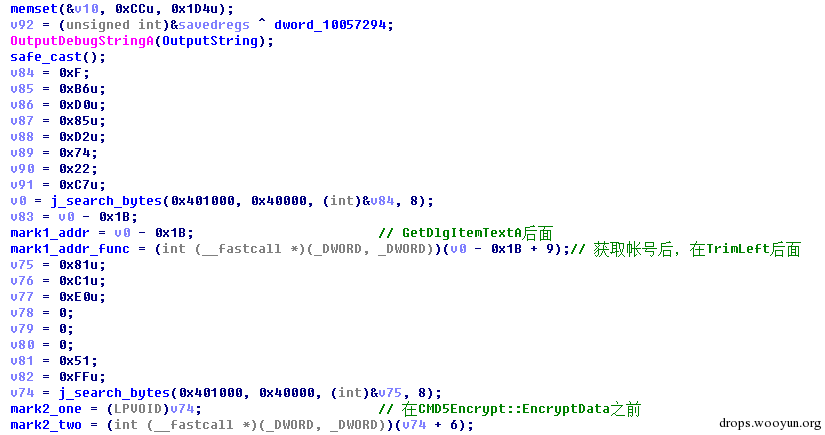 memset(&v10, 0xCCu, 0x1D4u);
v92 = (unsigned int)&savedregs ^ dword_10057294;
OutputDebugStringA(OutputString);
safe_cast();
v84 = 0xF;
v85 = 0xB6u;
v86 = 0xD0u;
v87 = 0x85u;
v88 = 0xD2u;
v89 = 0x74;
v90 = 0x22;
v91 = 0xC7u;
v0 = j_search_bytes(0x401000, 0x40000, (int)&v84, 8);
v83 = v0 - 0x1B;
mark1_addr = v0 - 0x1B; // GetDlgItemTextA后面
mark1_addr_func = (int (__fastcall *)(_DWORD, _DWORD))(v0 - 0x1B + 9);// 获取帐号后，在TrimLeft后面
v75 = 0x81u;
v76 = 0xC1u;
v77 = 0xE0u;
v78 = 0;
v79 = 0;
v80 = 0;
v81 = 0x51;
v82 = 0xFFu;
v74 = j_search_bytes(0x401000, 0x40000, (int)&v75, 8);
mark2_one = (LPVOID)v74; // 在CMD5Encrypt::EncryptData之前
mark2_two = (int (__fastcall *)(_DWORD, _DWORD))(v74 + 6);
drops.wooyun.org